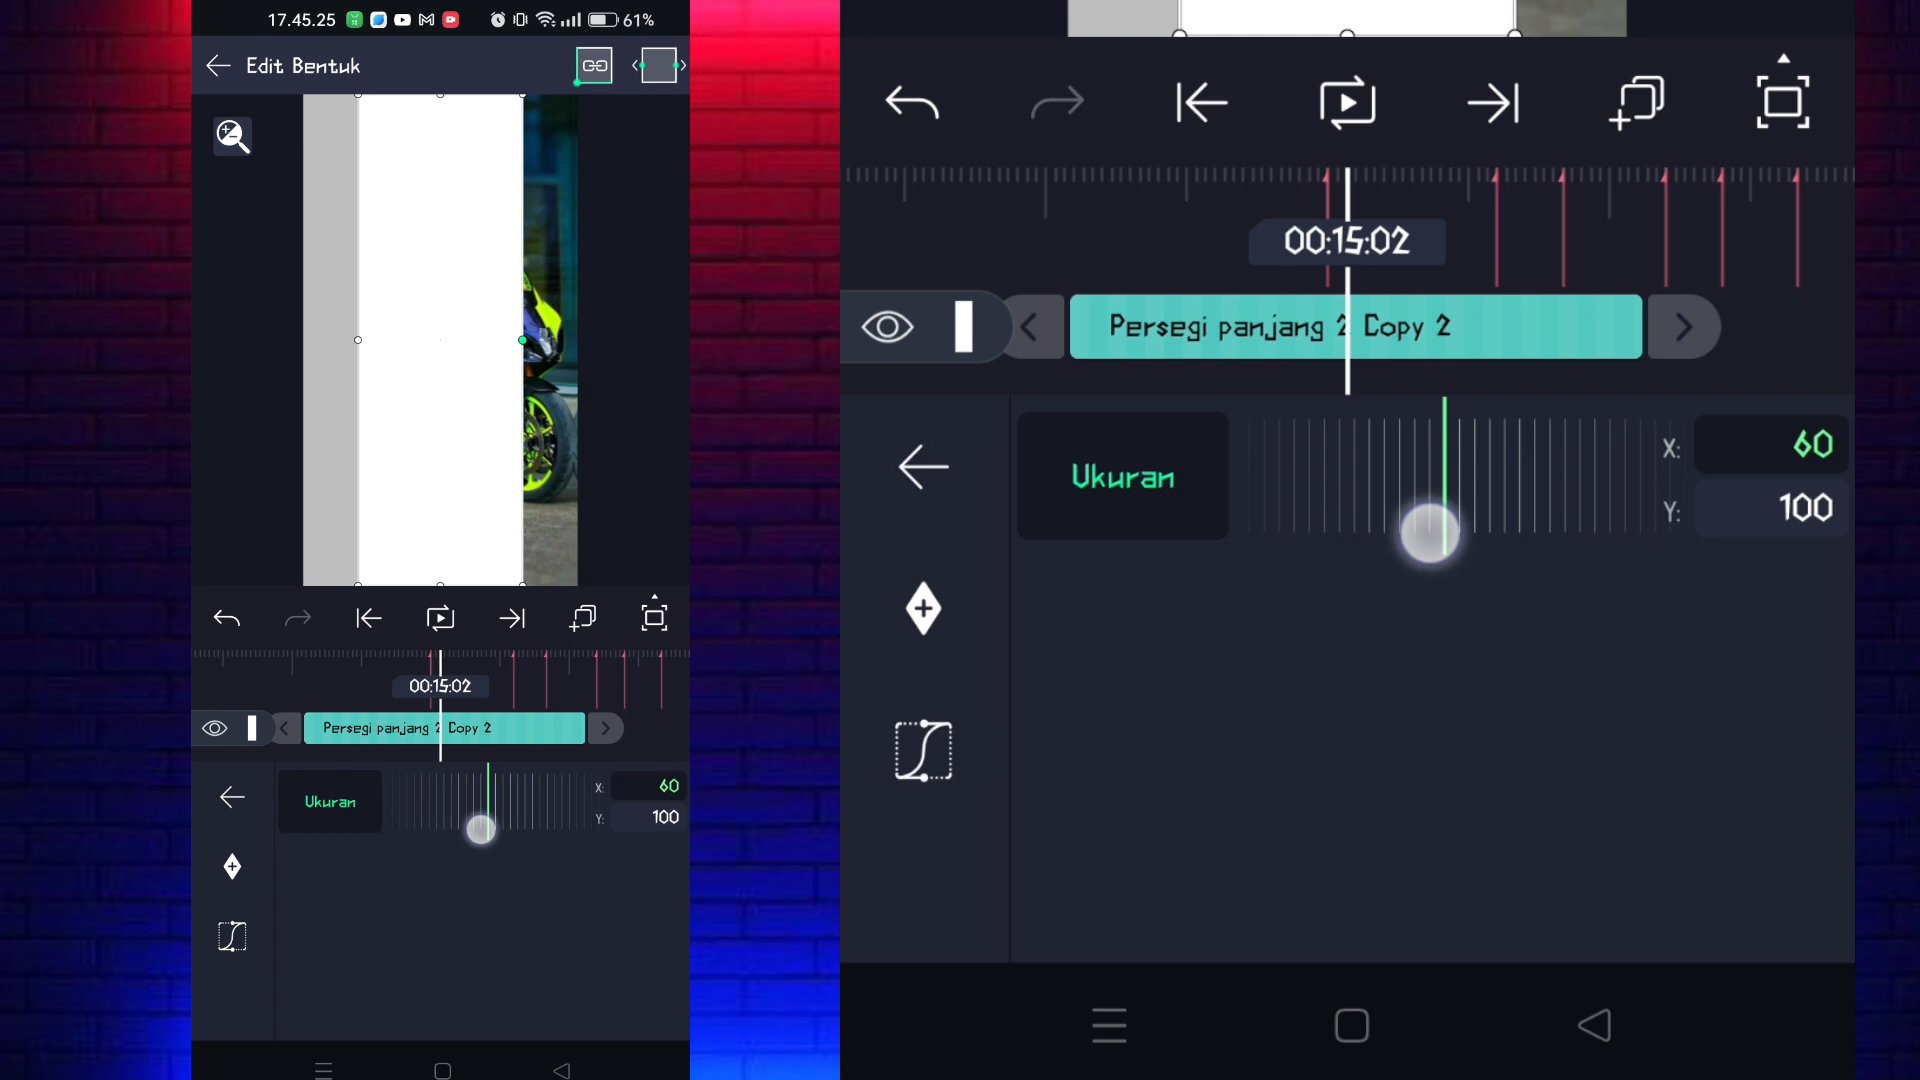 17.45.25
61%
Edit Bentuk
00:15:02
Persegi panjang 2 Copy 2
Ukuran
X: 60
Y: 100
00:15:02
Persegi panjang 2 Copy 2
Ukuran
X: 60
Y: 100